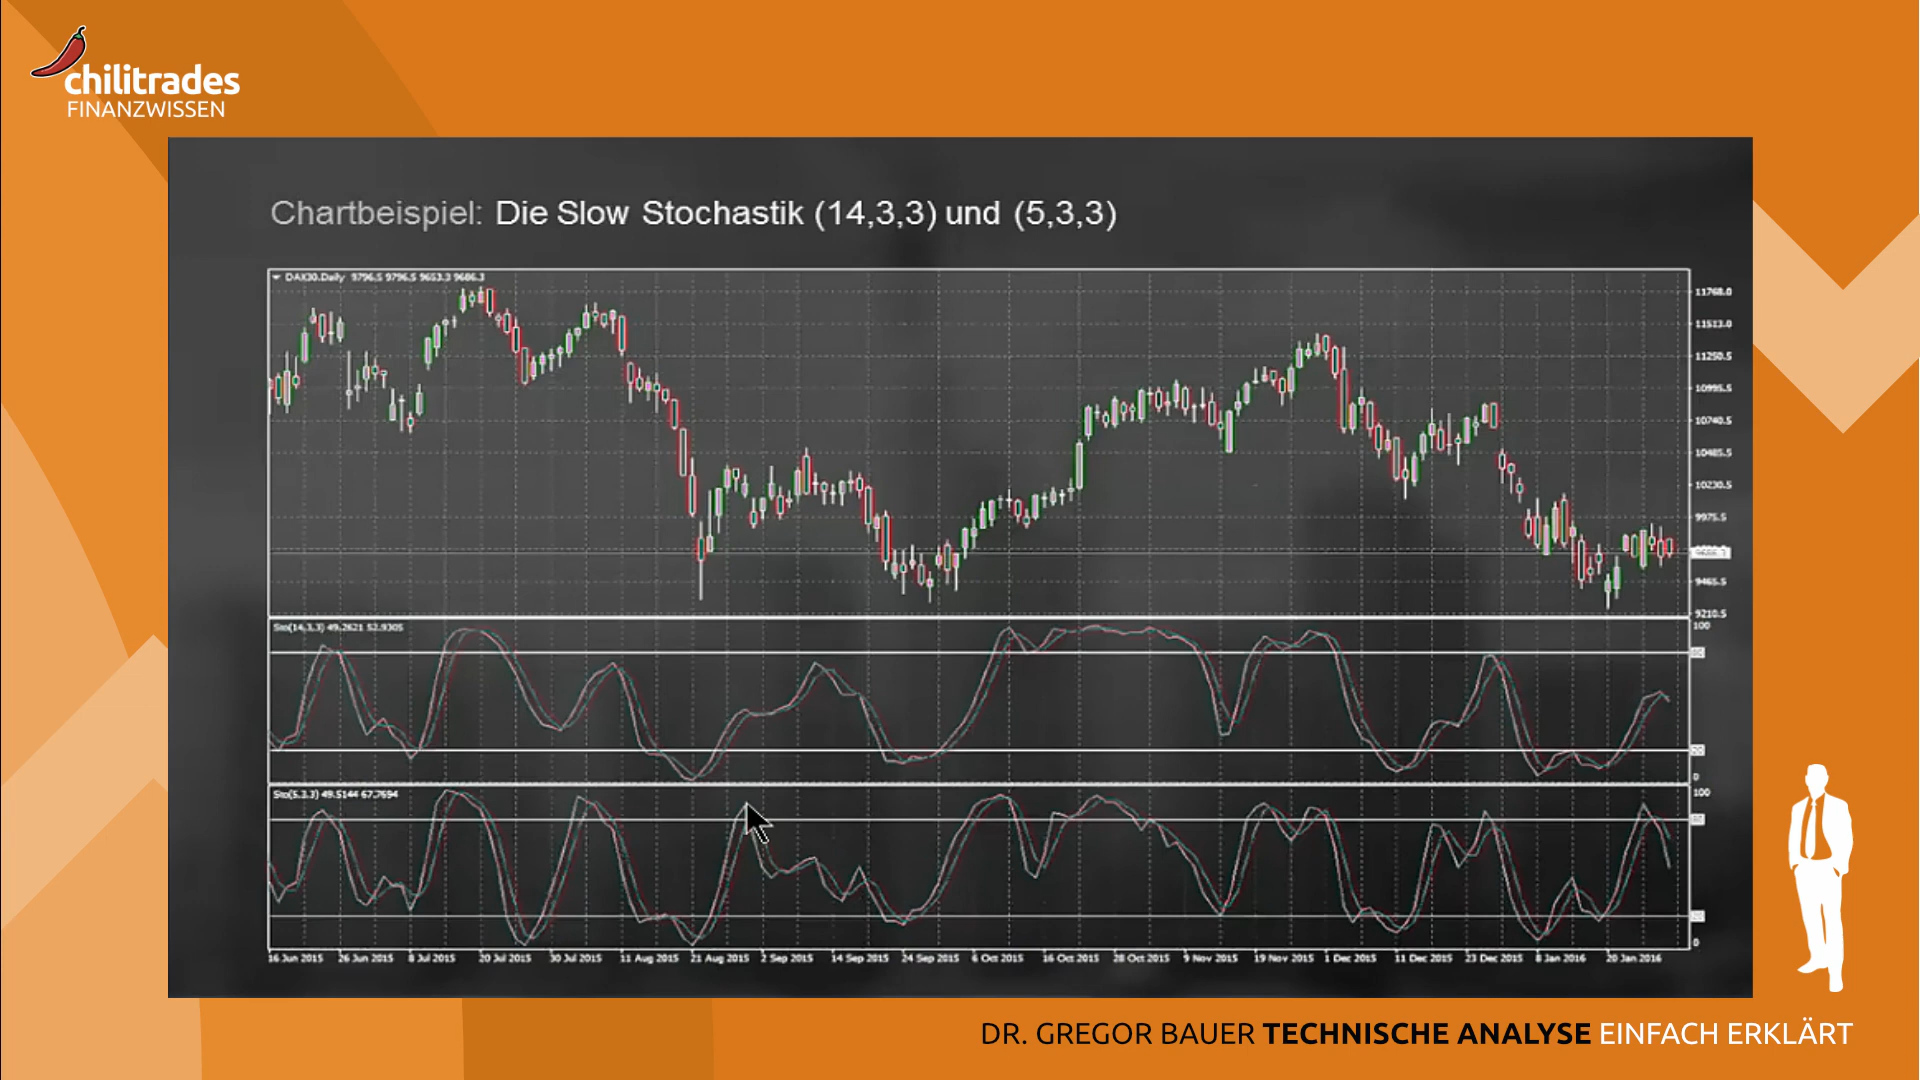 chilitrades
FINANZWISSEN
Chartbeispiel: Die Slow Stochastik (14,3,3) und (5,3,3)
DAX30.Daily 9796.5 9796.5 9653.3 9686.3
11768.0
11513.0
11250.5
10995.5
10740.5
10485.5
10230.5
9975.5
9465.5
9210.5
Sto(14,3,3) 49.2621 52.9305
100
80
20
0
Sto(5,3,3) 49.5144 67.7694
100
80
20
0
16 Jun 2015 26 Jun 2015 8 Jul 2015 20 Jul 2015 30 Jul 2015 11 Aug 2015 21 Aug 2015 2 Sep 2015 14 Sep 2015 24 Sep 2015 6 Oct 2015 16 Oct 2015 28 Oct 2015 9 Nov 2015 19 Nov 2015 1 Dec 2015 11 Dec 2015 23 Dec 2015 8 Jan 2016 20 Jan 2016
DR. GREGOR BAUER TECHNISCHE ANALYSE EINFACH ERKLÄRT